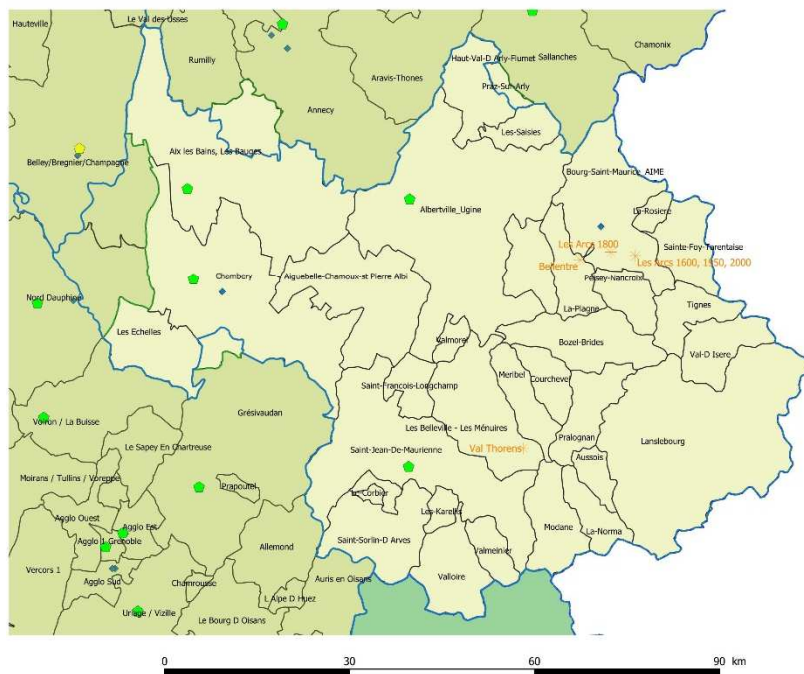 Hauteville
Le Val des Usses
Rumilly
Haut-Val-D Arly-Flumet
Sallanches
Chamonix
Aravis-Thones
Praz-Sur-Arly
Annecy
Les-Saisies
Aix les Bains, Les Bauges
Belley/Bregnier/Champagne
Bourg-Saint-Maurice_AIME
Albertville_Ugine
La-Rosiere
Les Arcs 1800
Sainte-Foy-Tarentaise
Bellentre
Les Arcs 1600, 1950, 2000
Chambery
Aiguebelle-Chamoux-st Pierre Albi
Peisey-Nancroix
Nord Dauphine
La-Plagne
Tignes
Les Echelles
Valmorel
Bozel-Brides
Val-D Isere
Meribel
Courchevel
Saint-Francois-Longchamp
Grésivaudan
Voiron / La Buisse
Les Belleville - Les Ménuires
Pralognan
Lanslebourg
Le Sapey En Chartreuse
Saint-Jean-De-Maurienne
Val Thorens
Aussois
Moirans / Tullins / Voreppe
Prapoutel
Le Corbier
Agglo Ouest
Agglo Est
Les-Karellis
Modane
La-Norma
Agglo 1 Grenoble
Allemond
Saint-Sorlin-D Arves
Valmeinier
Vercors 1
Agglo Sud
Chamrousse
Auris en Oisans
Valloire
L Alpe D Huez
Uriage / Vizille
Le Bourg D Oisans
0 30 60 90 km